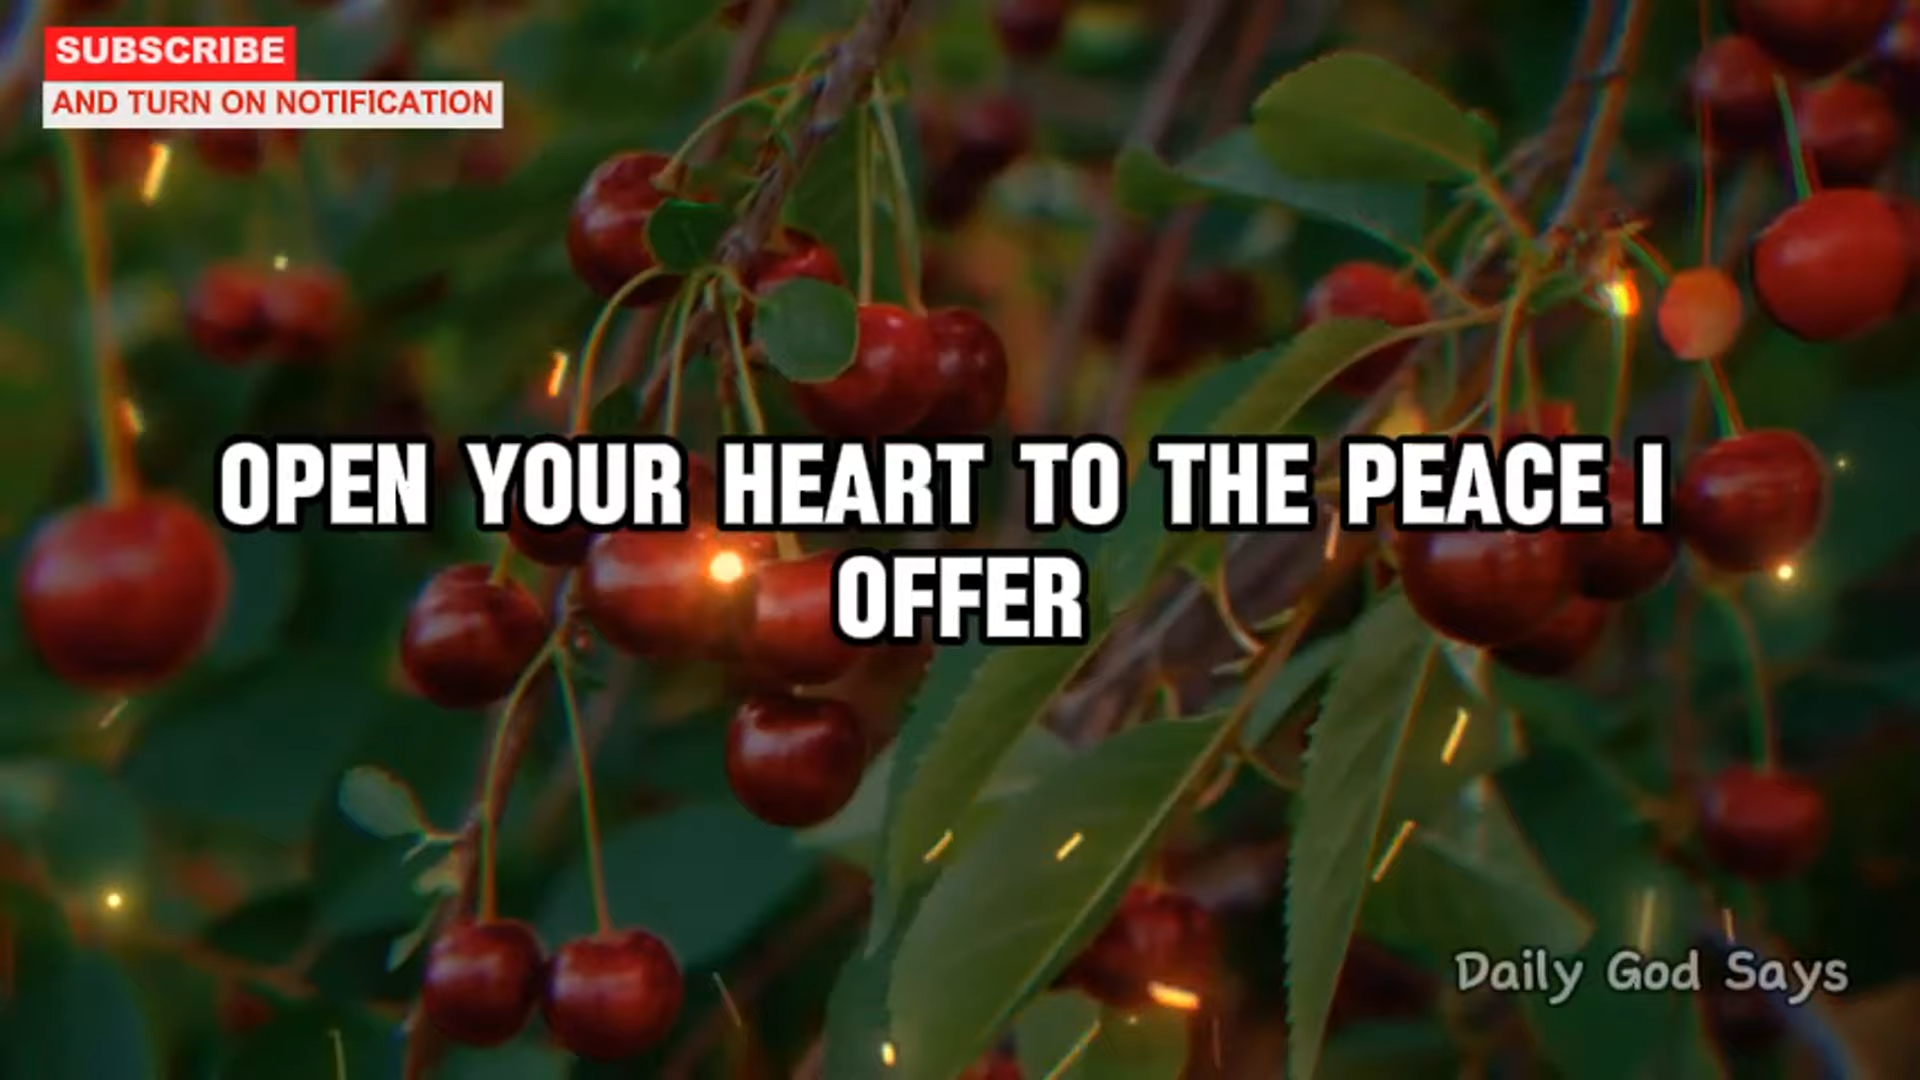 SUBSCRIBE
AND TURN ON NOTIFICATION
OPEN YOUR HEART TO THE PEACE I
OFFER
Daily God Says